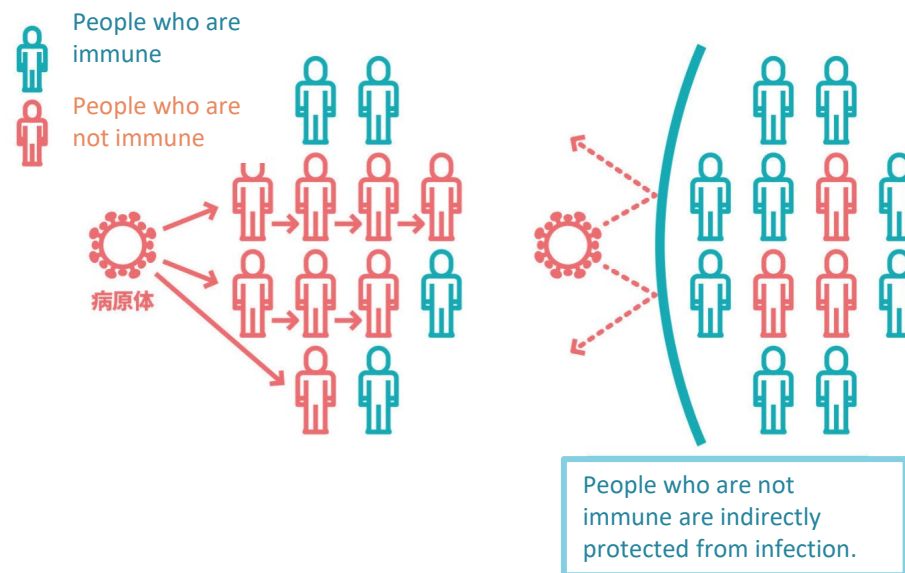 People who are
immune
People who are
not immune
病原体
People who are not
immune are indirectly
protected from infection.